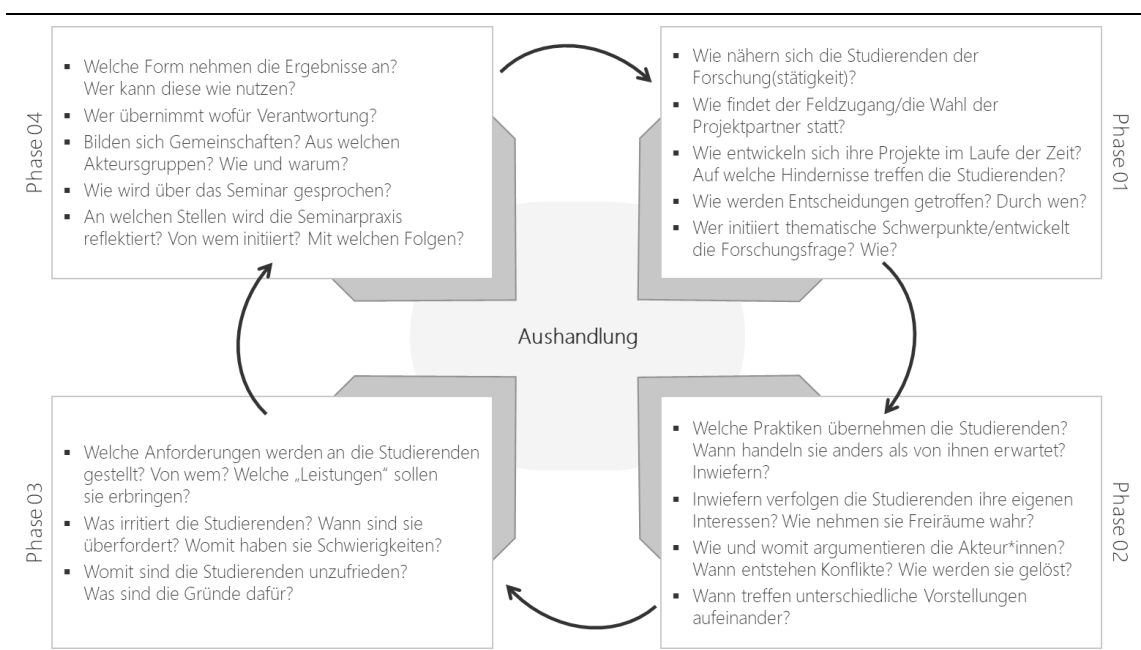 Phase 04
▪ Welche Form nehmen die Ergebnisse an?
Wer kann diese wie nutzen?
▪ Wer übernimmt wofür Verantwortung?
▪ Bilden sich Gemeinschaften? Aus welchen
Akteursgruppen? Wie und warum?
▪ Wie wird über das Seminar gesprochen?
▪ An welchen Stellen wird die Seminarpraxis
reflektiert? Von wem initiiert? Mit welchen Folgen?
▪ Wie nähern sich die Studierenden der
Forschung(stätigkeit)?
▪ Wie findet der Feldzugang/die Wahl der
Projektpartner statt?
▪ Wie entwickeln sich ihre Projekte im Laufe der Zeit?
Auf welche Hindernisse treffen die Studierenden?
▪ Wie werden Entscheidungen getroffen? Durch wen?
▪ Wer initiiert thematische Schwerpunkte/entwickelt
die Forschungsfrage? Wie?
Phase 01
Aushandlung
Phase 03
▪ Welche Anforderungen werden an die Studierenden
gestellt? Von wem? Welche „Leistungen“ sollen
sie erbringen?
▪ Was irritiert die Studierenden? Wann sind sie
überfordert? Womit haben sie Schwierigkeiten?
▪ Womit sind die Studierenden unzufrieden?
Was sind die Gründe dafür?
▪ Welche Praktiken übernehmen die Studierenden?
Wann handeln sie anders als von ihnen erwartet?
Inwiefern?
▪ Inwiefern verfolgen die Studierenden ihre eigenen
Interessen? Wie nehmen sie Freiräume wahr?
▪ Wie und womit argumentieren die Akteur*innen?
Wann entstehen Konflikte? Wie werden sie gelöst?
▪ Wann treffen unterschiedliche Vorstellungen
aufeinander?
Phase 02